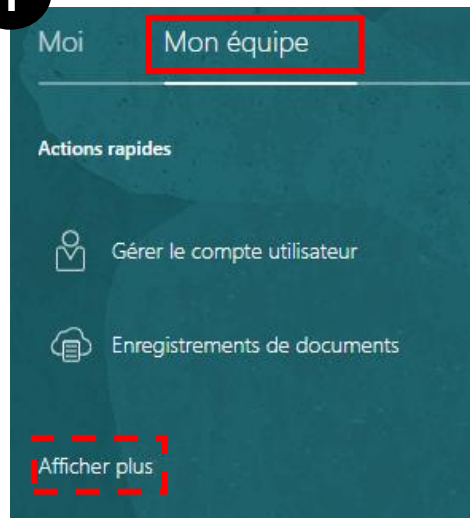 Moi
Mon équipe
Actions rapides
Gérer le compte utilisateur
Enregistrements de documents
Afficher plus